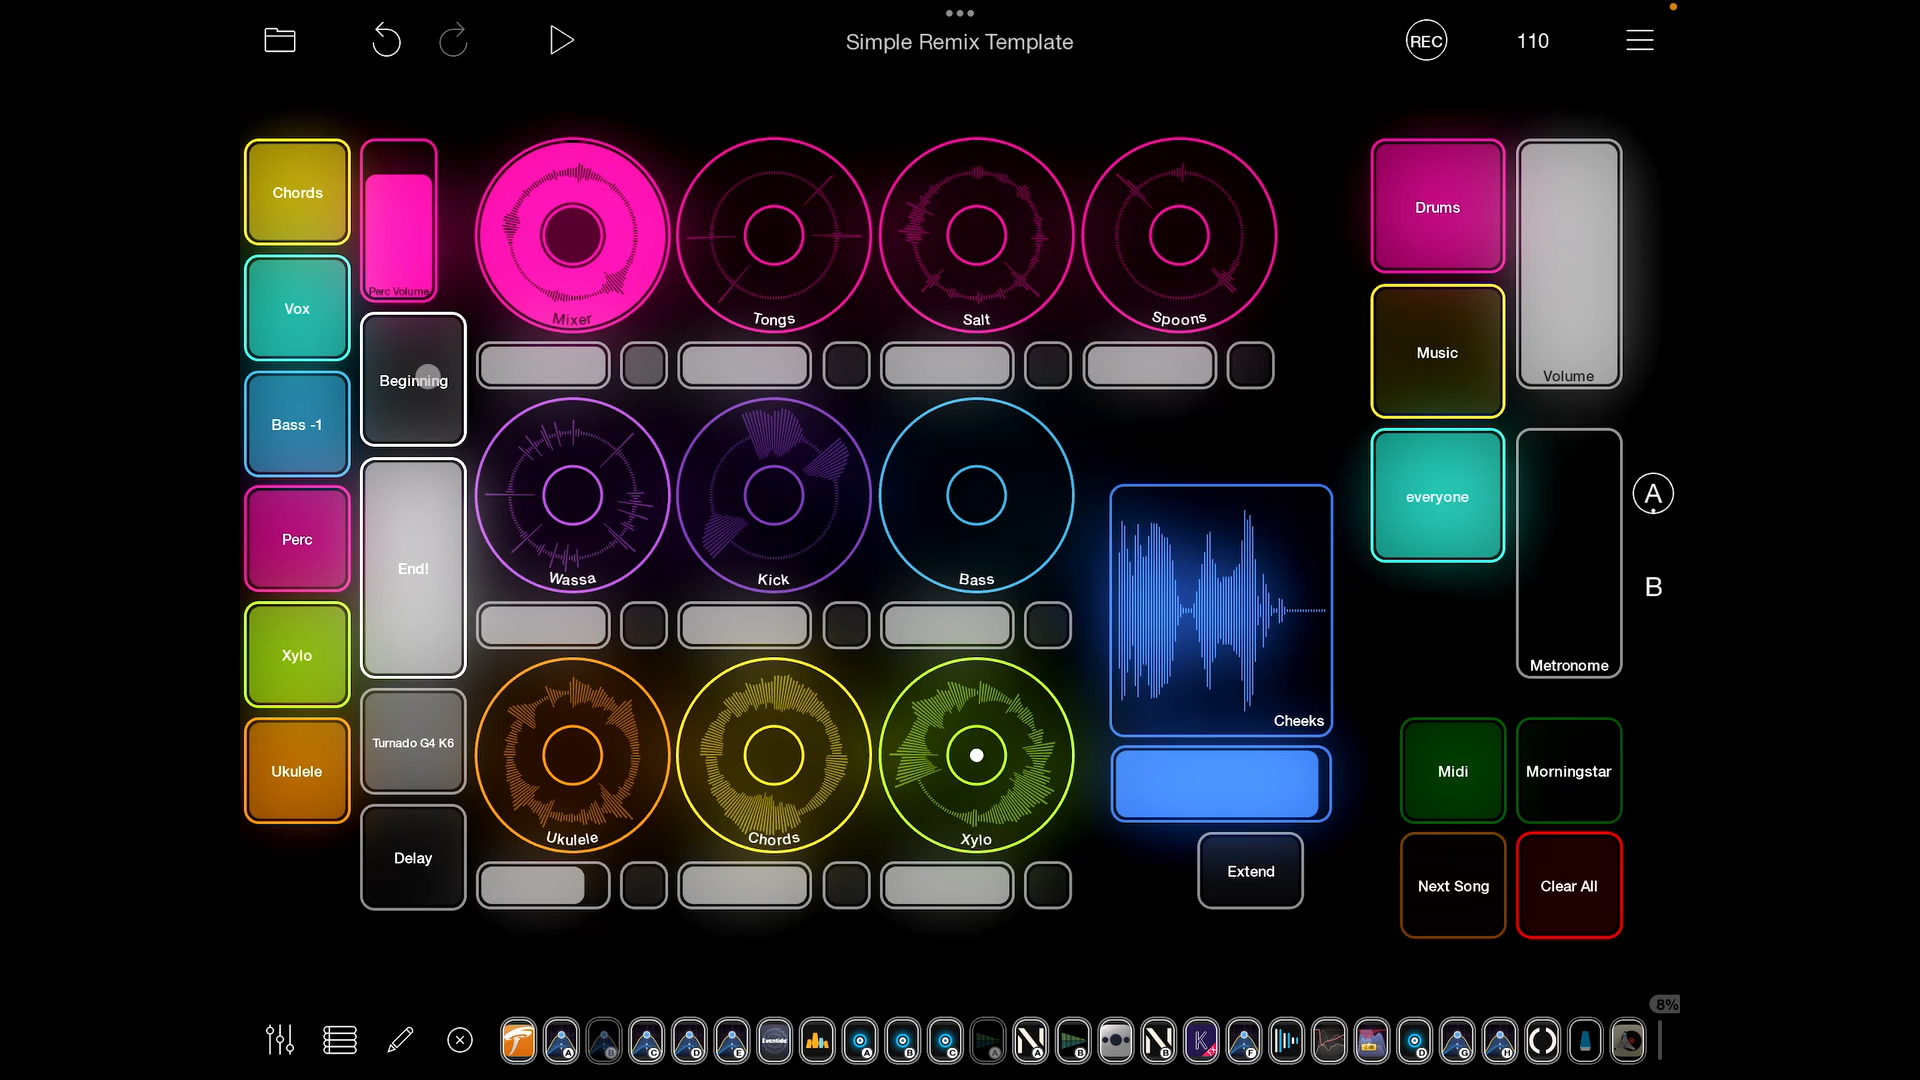 Simple Remix Template
REC
110
Chords
Perc Volume
Mixer
Tongs
Salt
Spoons
Drums
Volume
Vox
Beginning
Music
Bass -1
End!
Wassa
Kick
Bass
Cheeks
everyone
Metronome
A
B
Perc
Xylo
Turnado G4 K6
Ukulele
Delay
Ukulele
Chords
Xylo
Extend
Midi
Morningstar
Next Song
Clear All
8%
A
B
C
D
E
Eventide
A
B
C
A
N
A
B
N
B
K
F
D
G
H